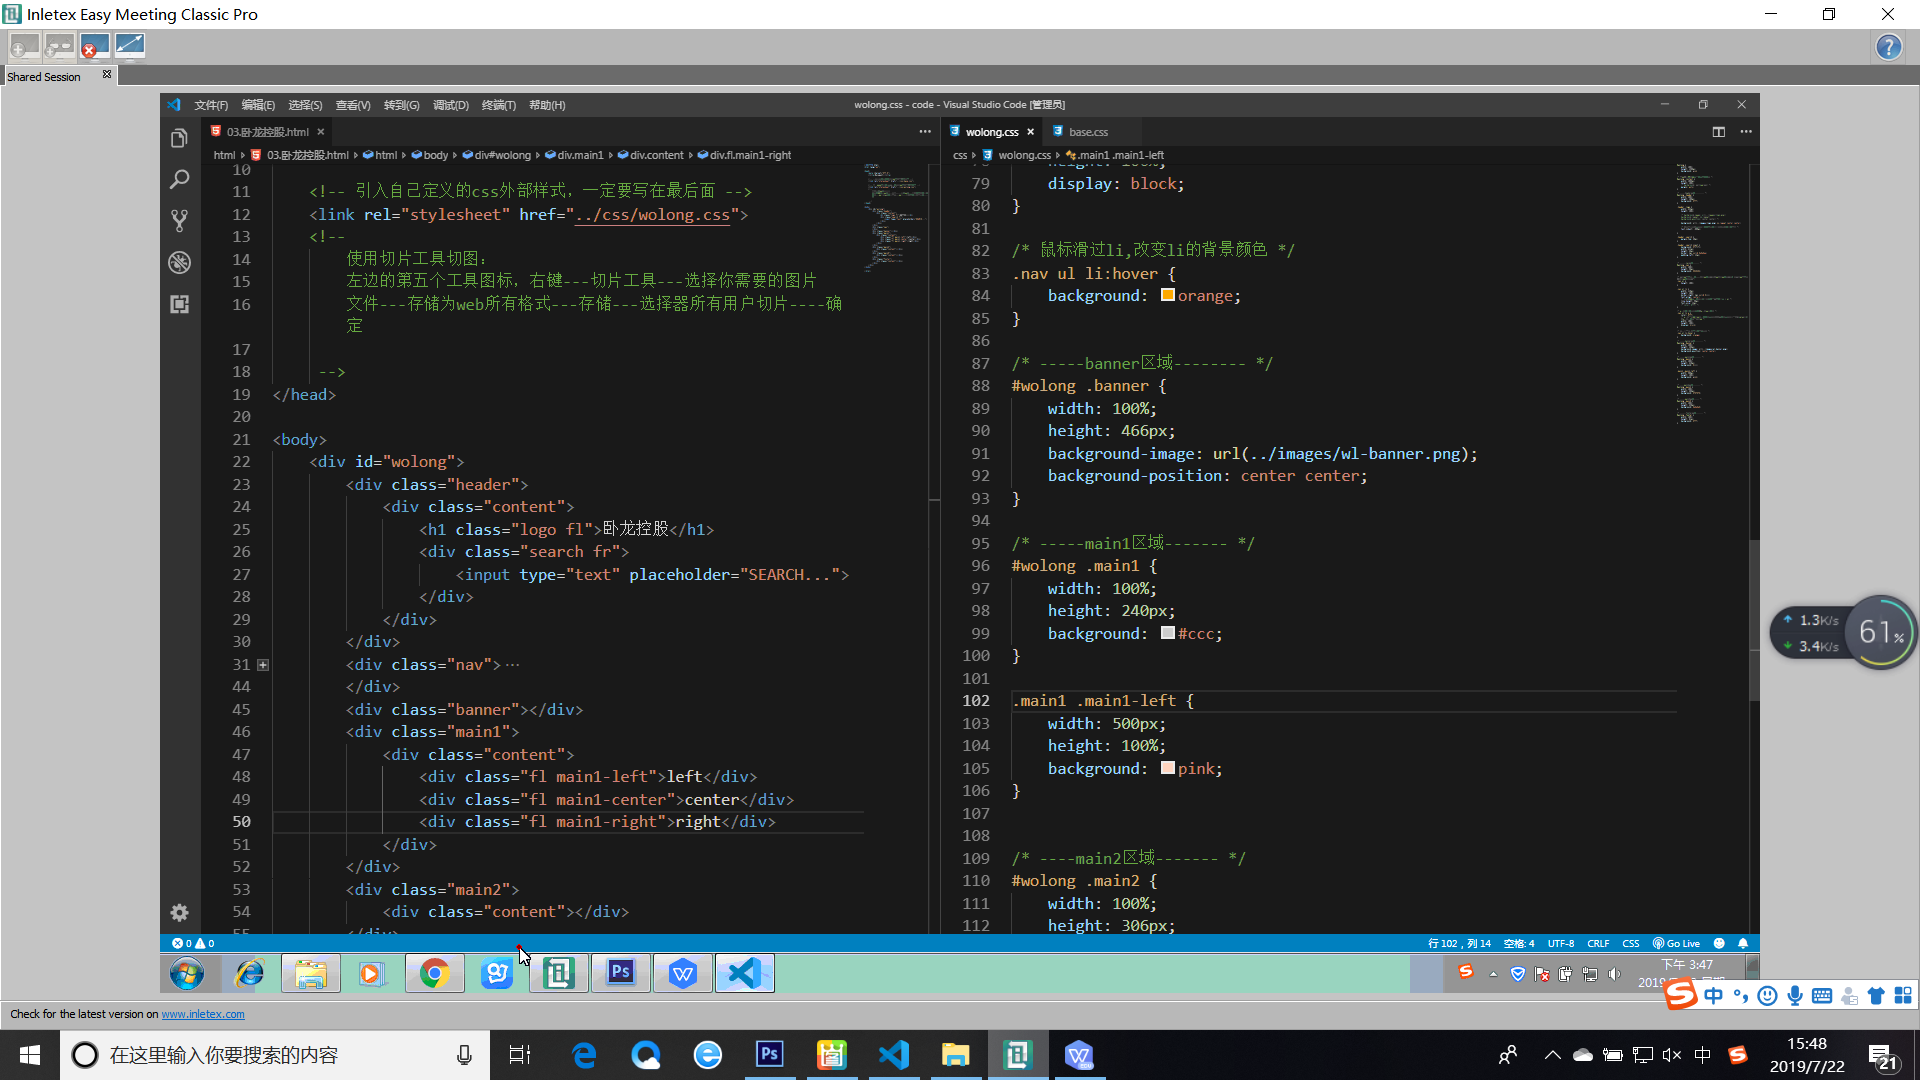 Inletex Easy Meeting Classic Pro
Shared Session
文件(F) 编辑(E) 选择(S) 查看(V) 转到(G) 调试(D) 终端(T) 帮助(H)
wolong.css - code - Visual Studio Code [管理员]
03.卧龙控股.html
html › 03.卧龙控股.html › html › body › div#wolong › div.main1 › div.content › div.fl.main1-right
10
11 <!-- 引入自己定义的css外部样式，一定要写在最后面 -->
12 <link rel="stylesheet" href="../css/wolong.css">
13 <!--
14 使用切片工具切图：
15 左边的第五个工具图标，右键---切片工具---选择你需要的图片
16 文件---存储为web所有格式---存储---选择器所有用户切片----确
定
17
18 -->
19 </head>
20
21 <body>
22 <div id="wolong">
23 <div class="header">
24 <div class="content">
25 <h1 class="logo fl">卧龙控股</h1>
26 <div class="search fr">
27 <input type="text" placeholder="SEARCH...">
28 </div>
29 </div>
30 </div>
31 <div class="nav"> ...
44 </div>
45 <div class="banner"></div>
46 <div class="main1">
47 <div class="content">
48 <div class="fl main1-left">left</div>
49 <div class="fl main1-center">center</div>
50 <div class="fl main1-right">right</div>
51 </div>
52 </div>
53 <div class="main2">
54 <div class="content"></div>
55 </div>
wolong.css base.css
css › wolong.css › .main1 .main1-left
79 display: block;
80 }
81
82 /* 鼠标滑过li,改变li的背景颜色 */
83 .nav ul li:hover {
84 background: orange;
85 }
86
87 /* -----banner区域-------- */
88 #wolong .banner {
89 width: 100%;
90 height: 466px;
91 background-image: url(../images/wl-banner.png);
92 background-position: center center;
93 }
94
95 /* -----main1区域------- */
96 #wolong .main1 {
97 width: 100%;
98 height: 240px;
99 background: #ccc;
100 }
101
102 .main1 .main1-left {
103 width: 500px;
104 height: 100%;
105 background: pink;
106 }
107
108
109 /* ----main2区域------- */
110 #wolong .main2 {
111 width: 100%;
112 height: 306px;
1.3K/s
3.4K/s
61%
0 0
行 102，列 14 空格: 4 UTF-8 CRLF CSS Go Live
下午 3:47
2019
中
Check for the latest version on www.inletex.com
在这里输入你要搜索的内容
中
15:48
2019/7/22
21